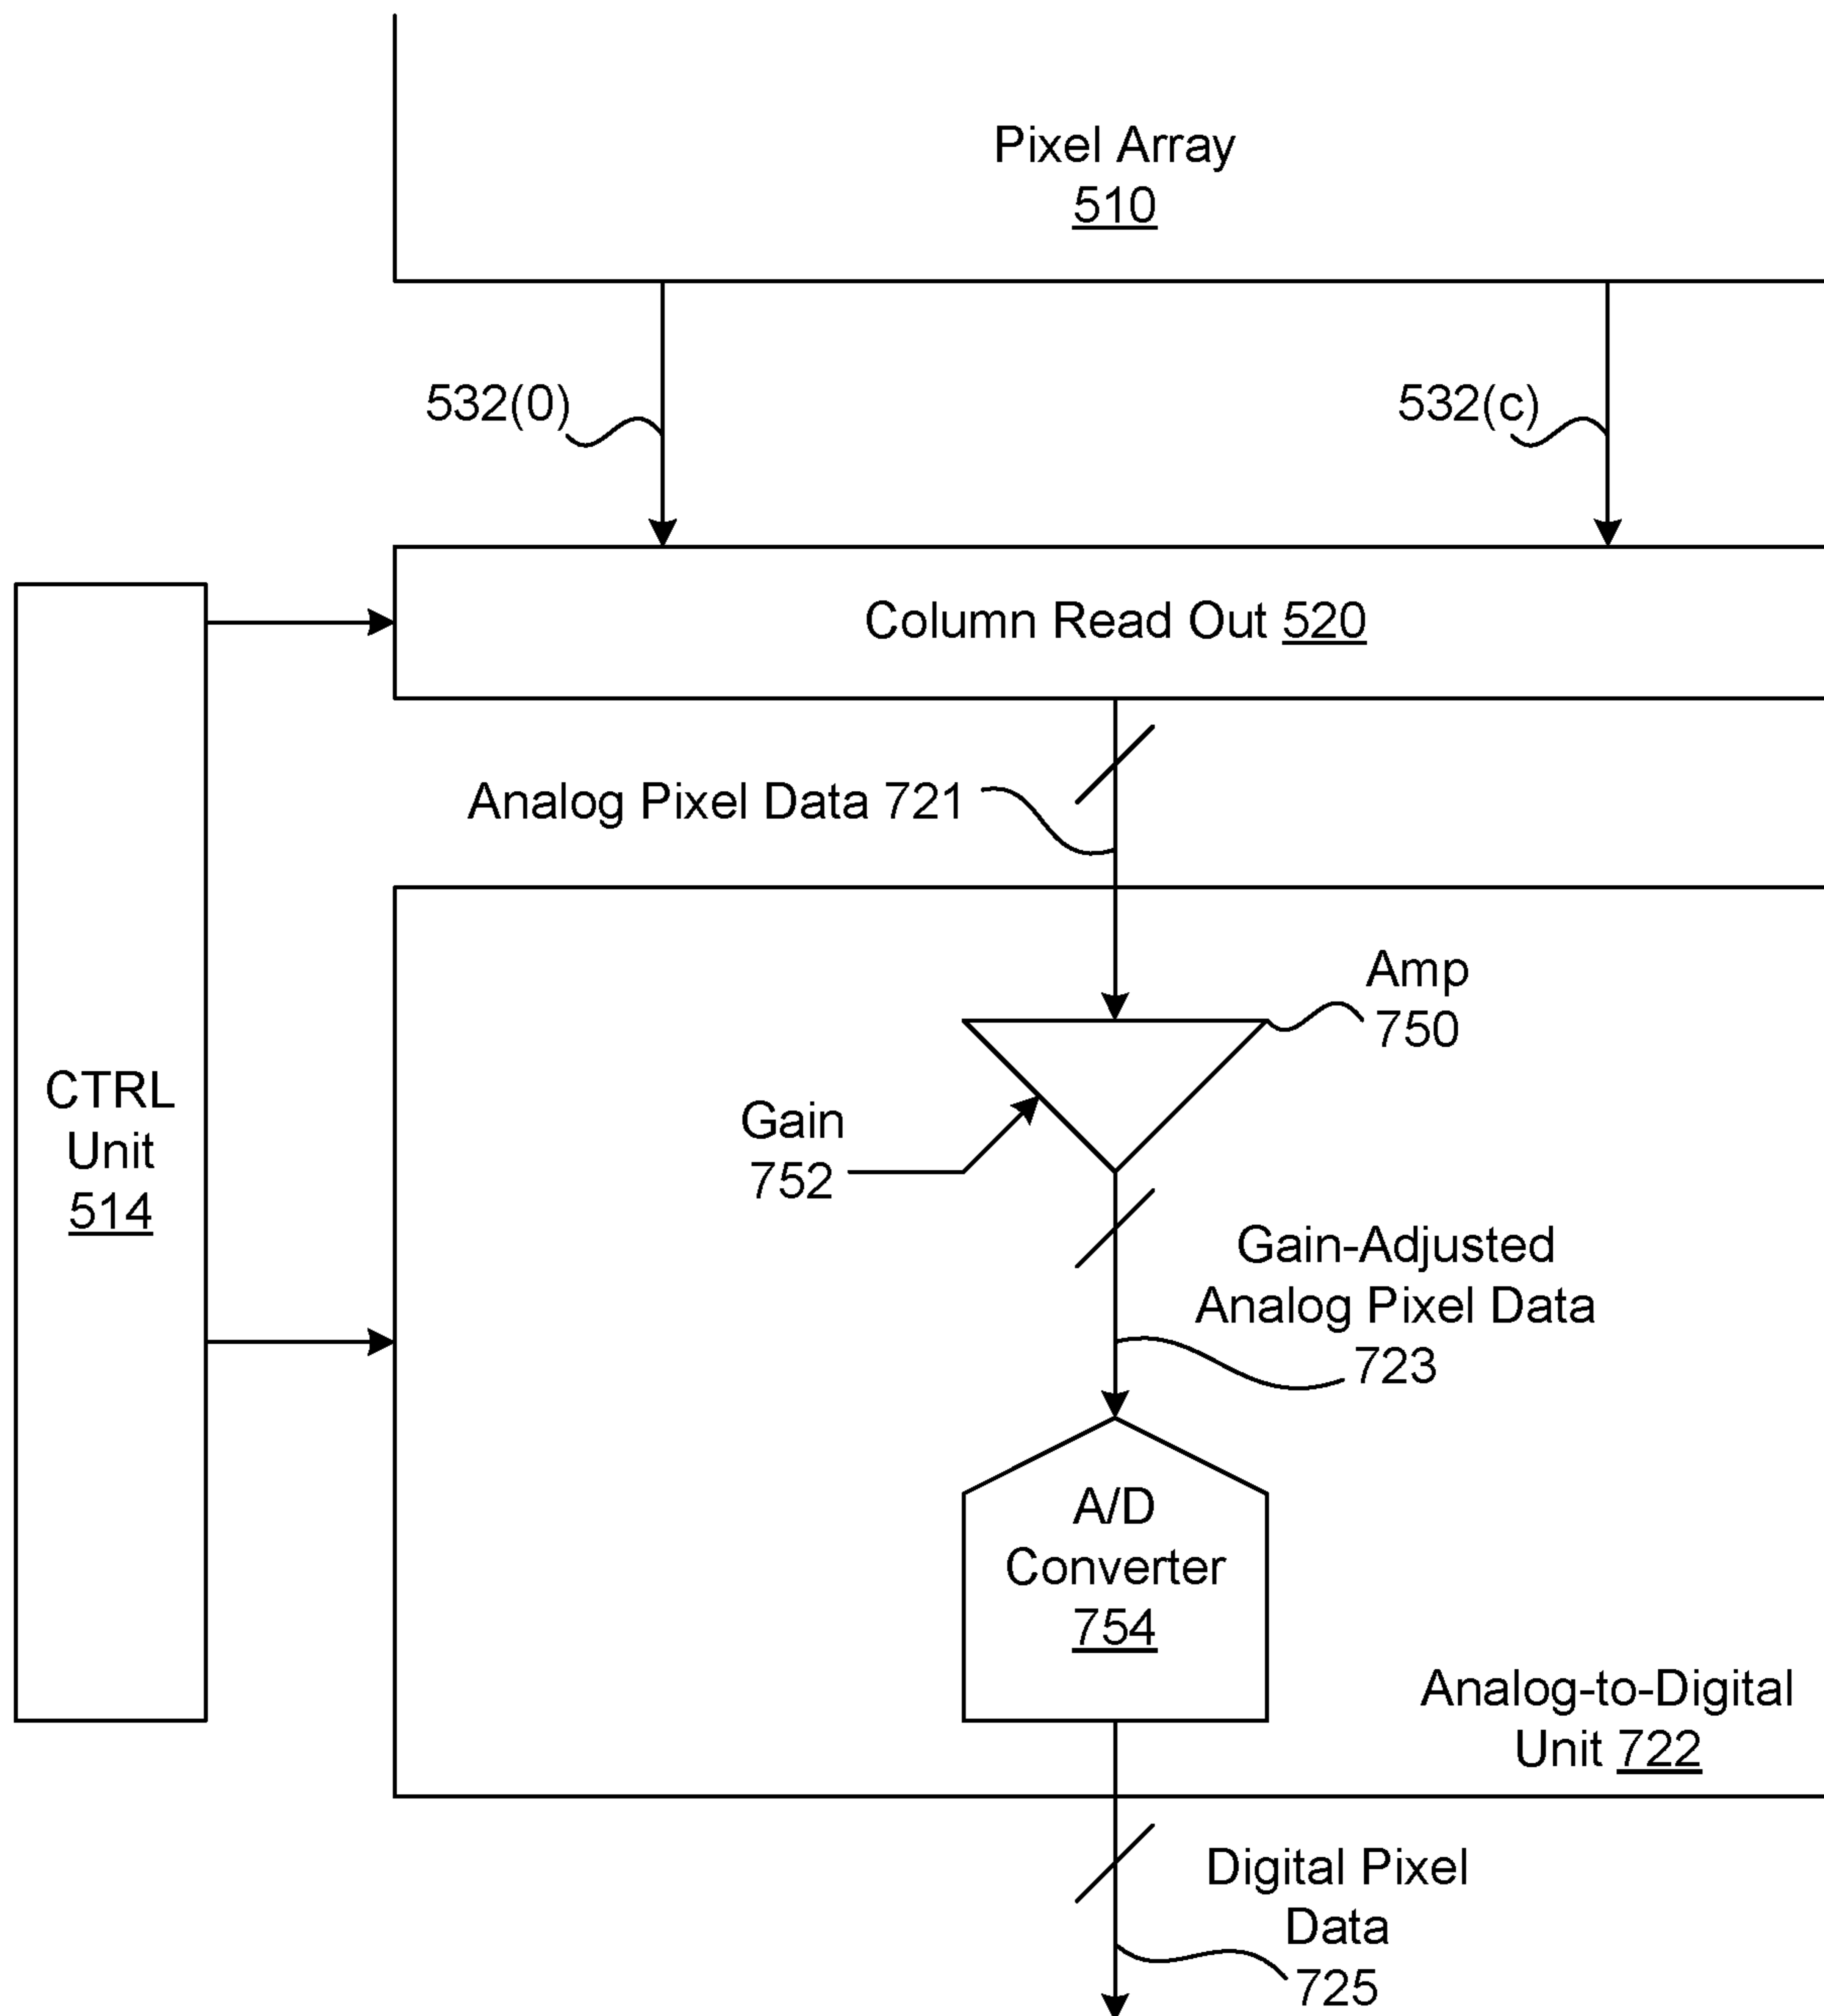 Pixel Array
510
532(0)
532(c)
Column Read Out 520
Analog Pixel Data 721
Amp
750
CTRL
Unit
514
Gain
752
Gain-Adjusted
Analog Pixel Data
723
A/D
Converter
754
Analog-to-Digital
Unit 722
Digital Pixel
Data
725